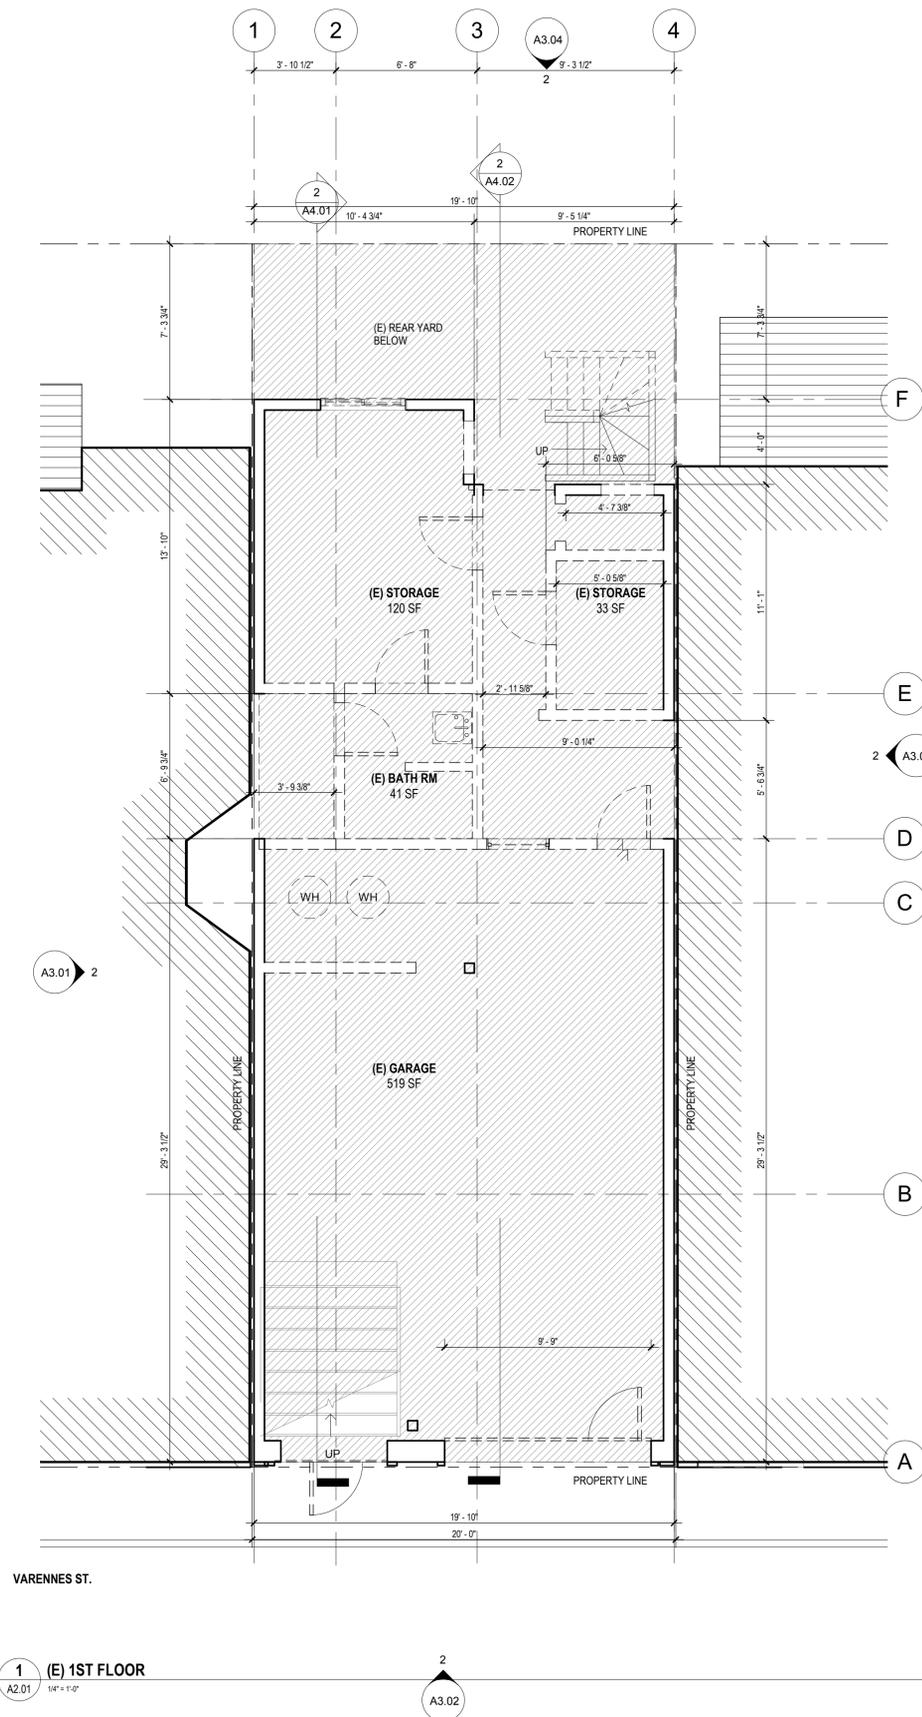 1
2
3
4
A3.04
2
3' - 10 1/2"
6' - 8"
9' - 3 1/2"
2
A4.02
2
A4.01
19' - 10"
10' - 4 3/4"
9' - 5 1/4"
PROPERTY LINE
7' - 3 3/4"
7' - 3 3/4"
(E) REAR YARD
BELOW
F
4' - 0"
UP
6' - 0 5/8"
4' - 7 3/8"
13' - 10"
5' - 0 5/8"
(E) STORAGE
120 SF
(E) STORAGE
33 SF
11' - 1"
2' - 11 5/8"
E
9' - 0 1/4"
2
6' - 9 3/4"
(E) BATH RM
41 SF
3' - 9 3/8"
5' - 6 3/4"
D
WH
WH
C
A3.01
2
(E) GARAGE
519 SF
PROPERTY LINE
PROPERTY LINE
29' - 3 1/2"
29' - 3 1/2"
B
9' - 9"
UP
A
PROPERTY LINE
19' - 10"
20' - 0"
VARENNES ST.
1
A2.01
(E) 1ST FLOOR
1/4" = 1'-0"
2
A3.02